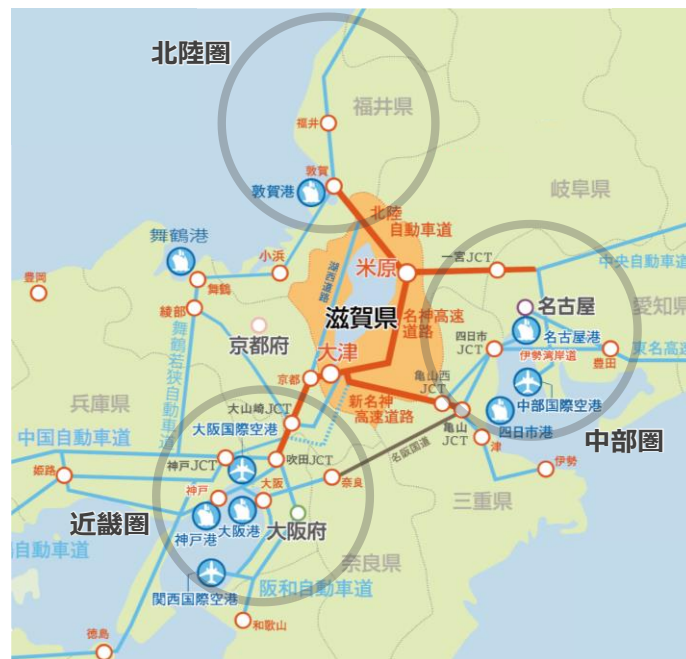 北陸圏
福井県
福井
敦賀
敦賀港
岐阜県
舞鶴港
北陸
自動車道
小浜
米原
一宮JCT
中央自動車道
豊岡
舞鶴
湖西道路
綾部
滋賀県
名神高速
道路
名古屋
愛知県
京都府
四日市
JCT
名古屋港
伊勢湾岸道
豊田
東名高速
大津
京都
亀山西
JCT
中部国際空港
舞鶴若狭自動車道
兵庫県
新名神
高速道路
大山崎JCT
大阪国際空港
亀山
JCT
四日市港
中部圏
津
中国自動車道
神戸JCT
吹田JCT
名阪国道
伊勢
姫路
神戸
大阪
奈良
三重県
近畿圏
神戸港
大阪港
大阪府
自動車道
奈良県
関西国際空港
阪和自動車道
和歌山
徳島